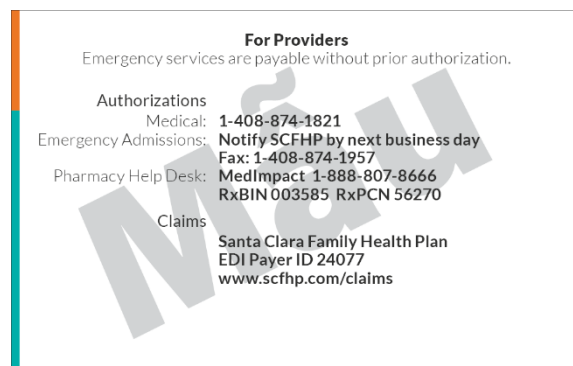 For Providers
Emergency services are payable without prior authorization.
Authorizations
Medical: 1-408-874-1821
Emergency Admissions: Notify SCFHP by next business day
Fax: 1-408-874-1957
Pharmacy Help Desk: MedImpact 1-888-807-8666
RxBIN 003585 RxPCN 56270
Claims
Santa Clara Family Health Plan
EDI Payer ID 24077
www.scfhp.com/claims
Mẫu